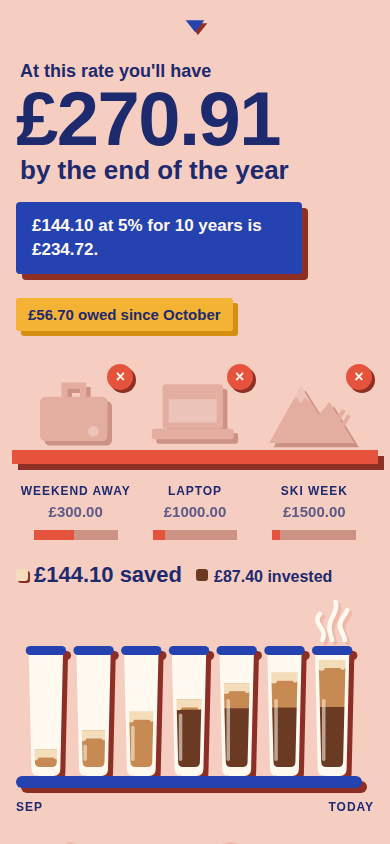 At this rate you'll have
£270.91
by the end of the year
£144.10 at 5% for 10 years is
£234.72.
£56.70 owed since October
× × ×
WEEKEND AWAY LAPTOP SKI WEEK
£300.00 £1000.00 £1500.00
£144.10 saved £87.40 invested
SEP TODAY